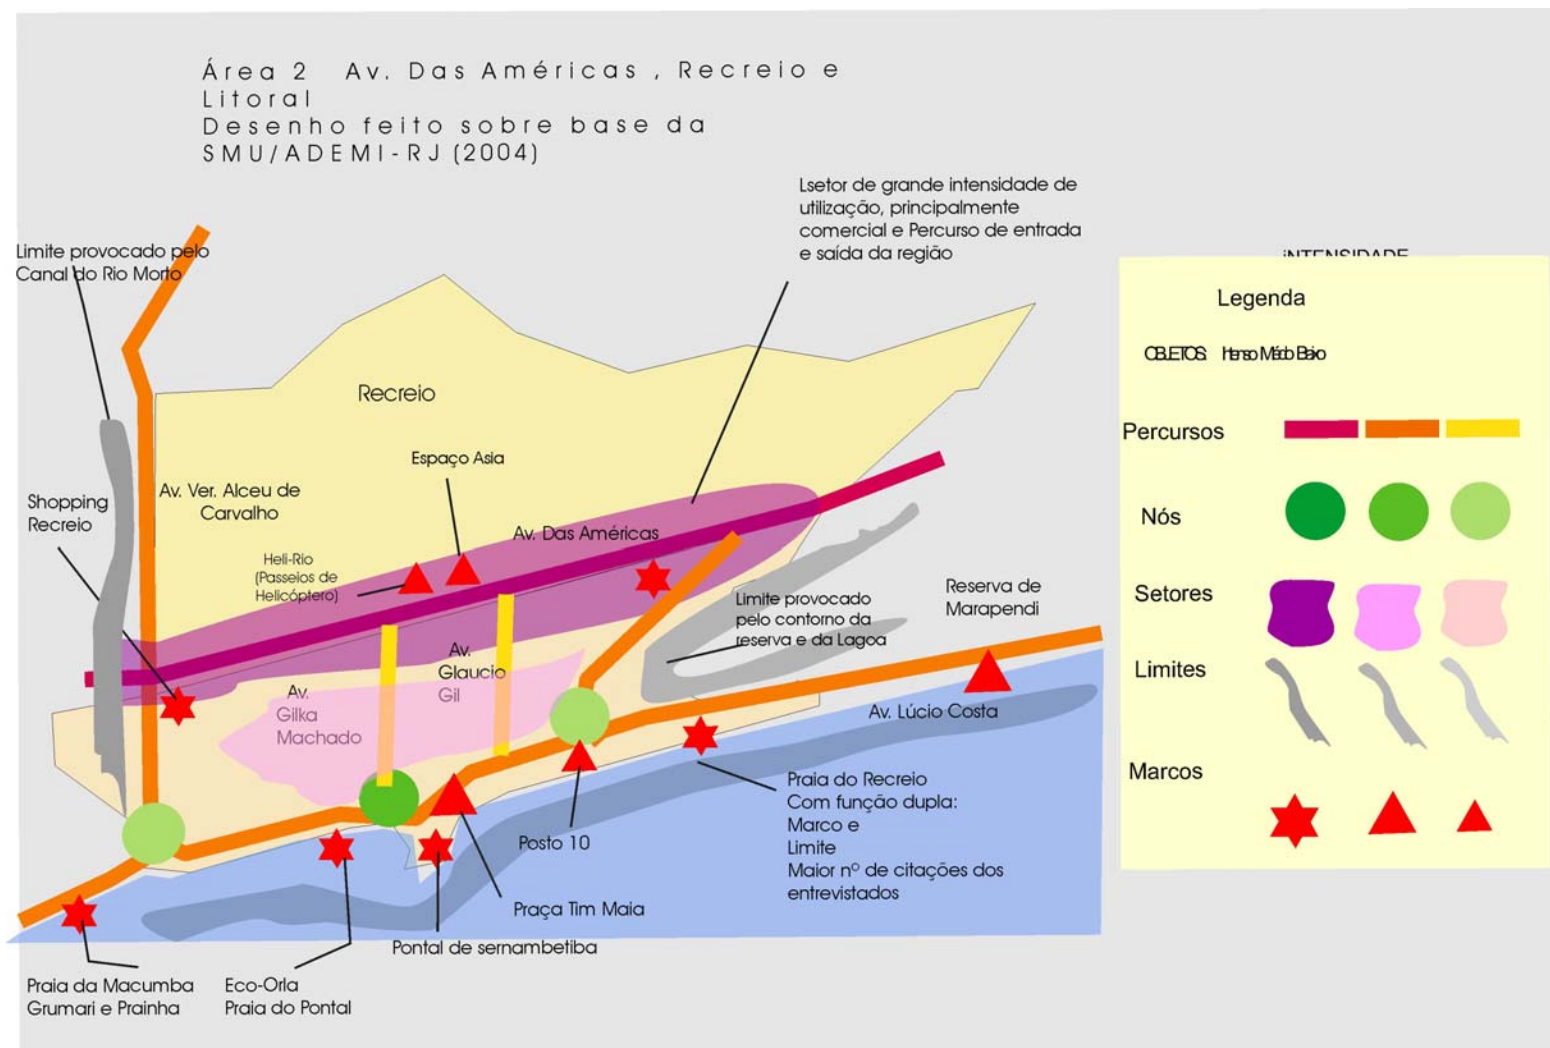 Área 2 Av. Das Américas , Recreio e
Litoral
Desenho feito sobre base da
SMU/ADEMI-RJ (2004)
Lsetor de grande intensidade de
utilização, principalmente
comercial e Percurso de entrada
e saída da região
Limite provocado pelo
Canal do Rio Morto
Recreio
Espaço Asia
Av. Ver. Alceu de
Carvalho
Shopping
Recreio
Av. Das Américas
Heli-Rio
(Passeios de
Helicóptero)
Limite provocado
pelo contorno da
reserva e da Lagoa
Reserva de
Marapendi
Av.
Glaucio
Gil
Av.
Gilka
Machado
Av. Lúcio Costa
Praia do Recreio
Com função dupla:
Marco e
Limite
Maior nº de citações dos
entrevistados
Posto 10
Praça Tim Maia
Pontal de sernambetiba
Praia da Macumba
Grumari e Prainha
Eco-Orla
Praia do Pontal
iNTENSIDADE
Legenda
OBJETOS: Intenso Médio Baixo
Percursos
Nós
Setores
Limites
Marcos